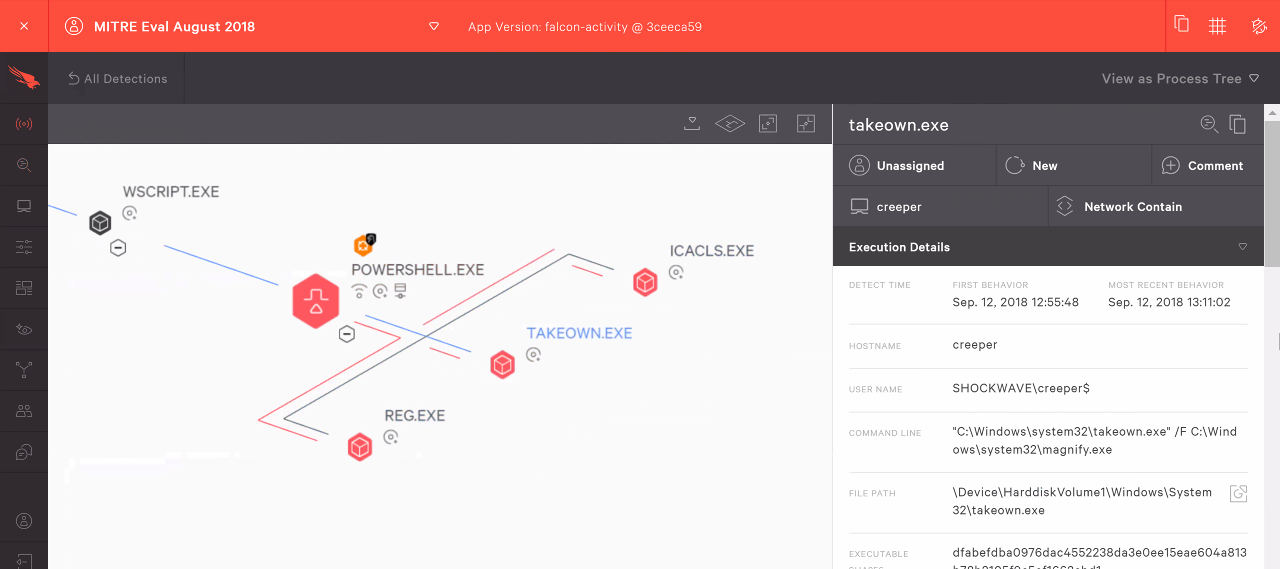 MITRE Eval August 2018
App Version: falcon-activity @ 3ceeca59
All Detections
View as Process Tree
WSCRIPT.EXE
POWERSHELL.EXE
ICACLS.EXE
TAKEOWN.EXE
REG.EXE
takeown.exe
Unassigned
New
Comment
creeper
Network Contain
Execution Details
DETECT TIME
FIRST BEHAVIOR
Sep. 12, 2018 12:55:48
MOST RECENT BEHAVIOR
Sep. 12, 2018 13:11:02
HOSTNAME
creeper
USER NAME
SHOCKWAVE\creeper$
COMMAND LINE
"C:\Windows\system32\takeown.exe" /F C:\Wind
ows\system32\magnify.exe
FILE PATH
\Device\HarddiskVolume1\Windows\System
32\takeown.exe
EXECUTABLE
dfabefdba0976dac4552238da3e0ee15eae604a813